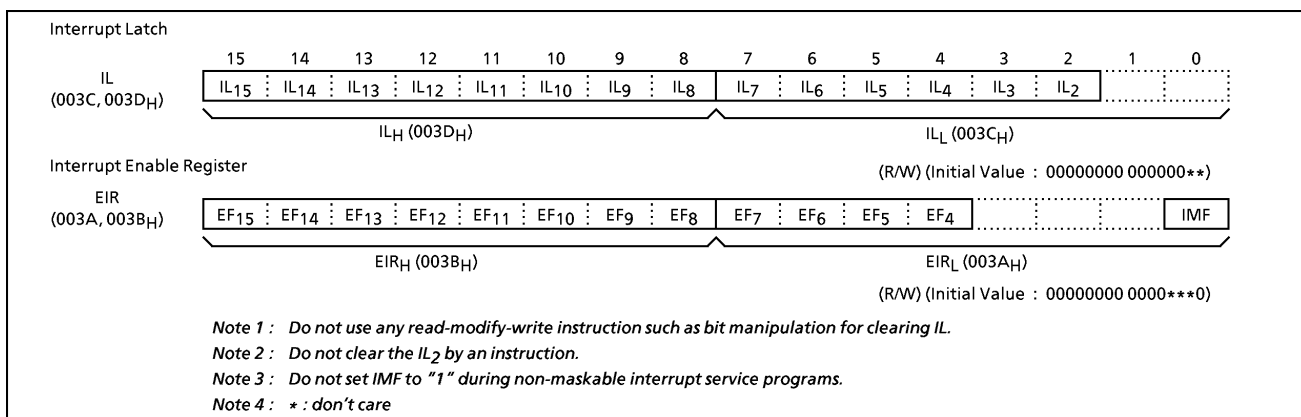 Interrupt Latch
15 14 13 12 11 10 9 8 7 6 5 4 3 2 1 0
IL
(003C, 003DH)
IL15 IL14 IL13 IL12 IL11 IL10 IL9 IL8 IL7 IL6 IL5 IL4 IL3 IL2
ILH (003DH) ILL (003CH)
(R/W) (Initial Value : 00000000 000000**)
Interrupt Enable Register
EIR
(003A, 003BH)
EF15 EF14 EF13 EF12 EF11 EF10 EF9 EF8 EF7 EF6 EF5 EF4 IMF
EIRH (003BH) EIRL (003AH)
(R/W) (Initial Value : 00000000 0000***0)
Note 1 : Do not use any read-modify-write instruction such as bit manipulation for clearing IL.
Note 2 : Do not clear the IL2 by an instruction.
Note 3 : Do not set IMF to "1" during non-maskable interrupt service programs.
Note 4 : * : don't care